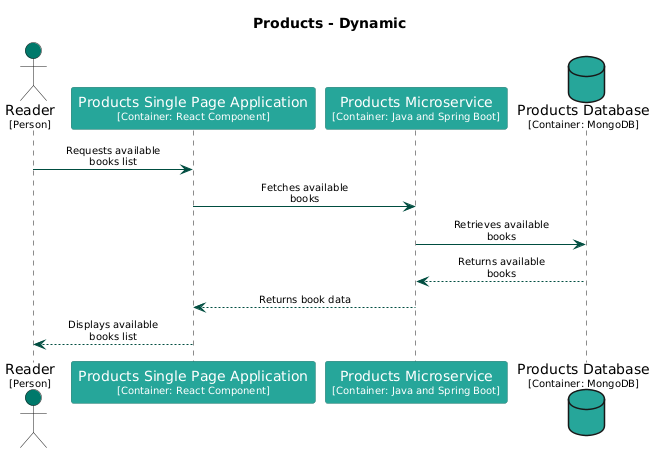 Products - Dynamic
Reader
[Person]
Products Single Page Application
[Container: React Component]
Products Microservice
[Container: Java and Spring Boot]
Products Database
[Container: MongoDB]
Requests available
books list
Fetches available
books
Retrieves available
books
Returns available
books
Returns book data
Displays available
books list
Reader
[Person]
Products Single Page Application
[Container: React Component]
Products Microservice
[Container: Java and Spring Boot]
Products Database
[Container: MongoDB]